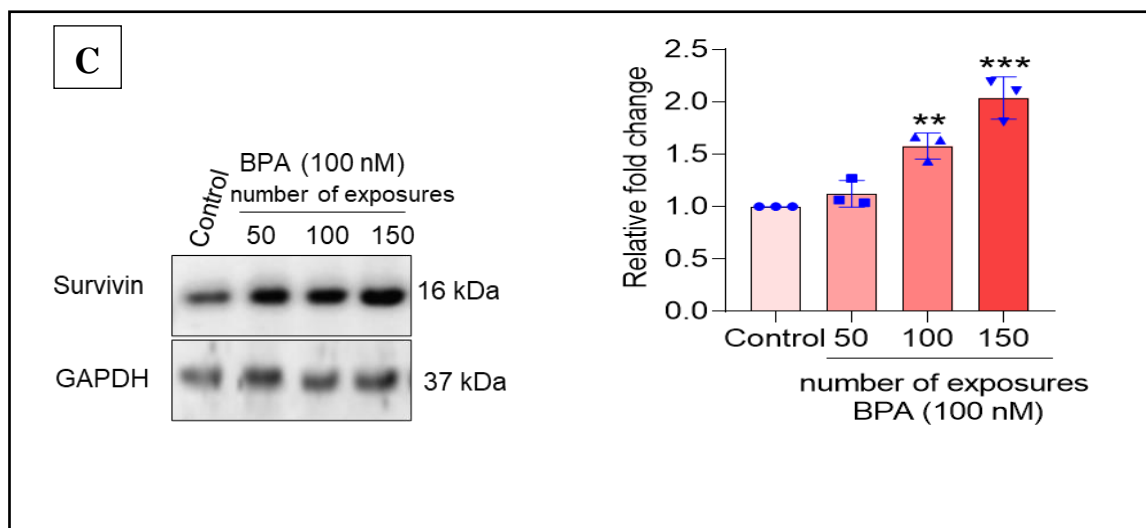 C
Control
BPA (100 nM)
number of exposures
50 100 150
Survivin
16 kDa
GAPDH
37 kDa
Relative fold change
2.5
2.0
1.5
1.0
0.5
0.0
**
***
Control 50 100 150
number of exposures
BPA (100 nM)